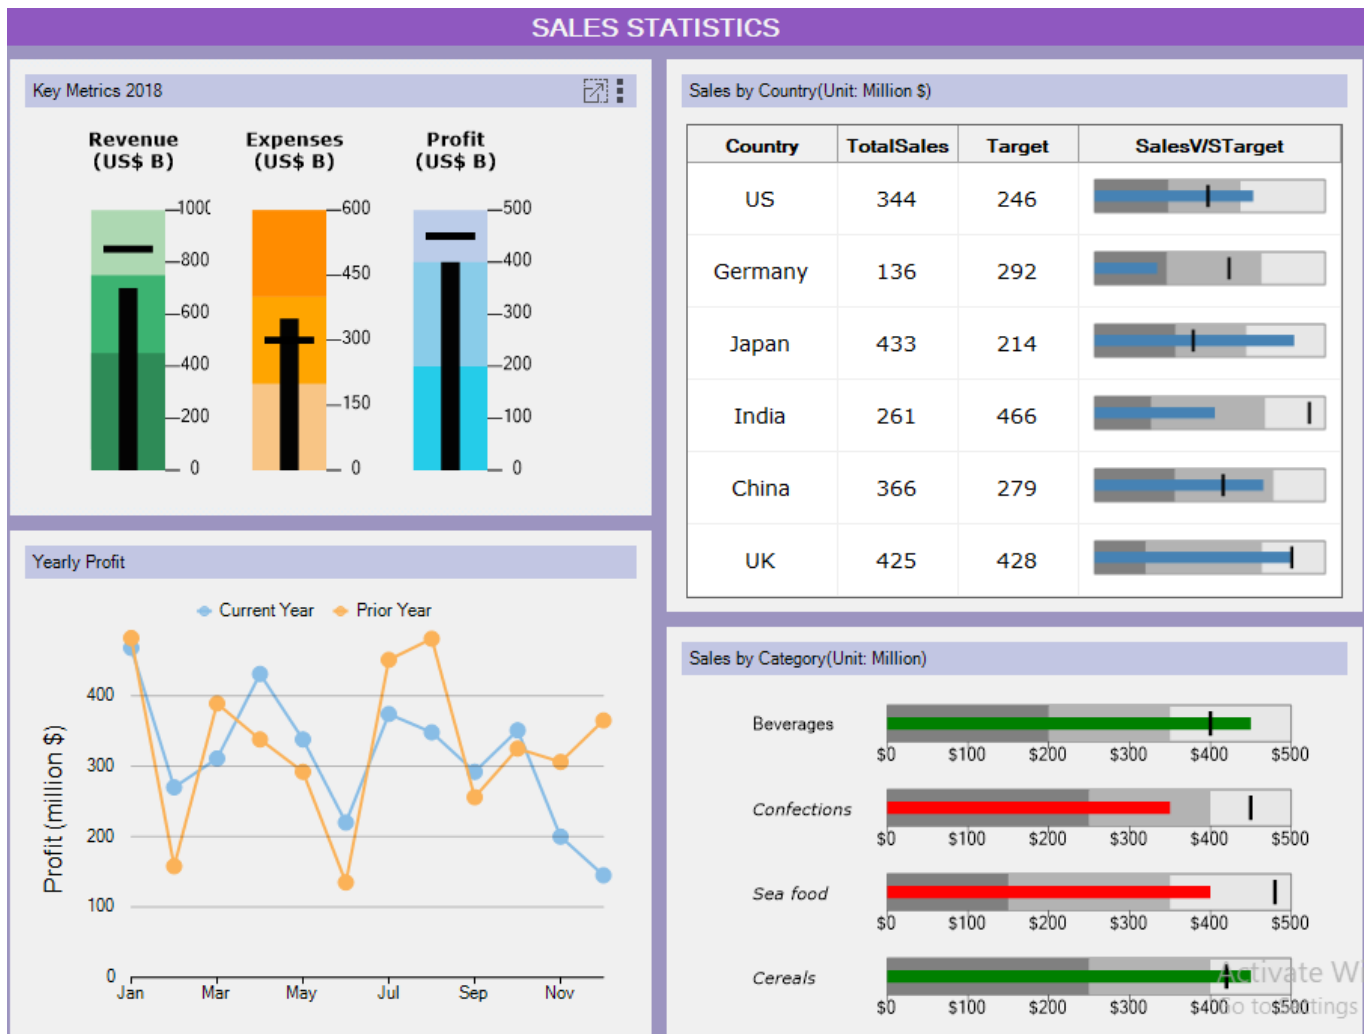 SALES STATISTICS
Key Metrics 2018
Revenue (US$ B)
Expenses (US$ B)
Profit (US$ B)
1000
800
600
400
200
0
600
450
300
150
0
500
400
300
200
100
0
Sales by Country(Unit: Million $)
Country TotalSales Target SalesV/STarget
US 344 246
Germany 136 292
Japan 433 214
India 261 466
China 366 279
UK 425 428
Yearly Profit
Current Year Prior Year
Profit (million $)
400
300
200
100
0
Jan Mar May Jul Sep Nov
Sales by Category(Unit: Million)
Beverages
$0 $100 $200 $300 $400 $500
Confections
$0 $100 $200 $300 $400 $500
Sea food
$0 $100 $200 $300 $400 $500
Cereals
$0 $100 $200 $300 $400 $500
Activate W
Go to Settings